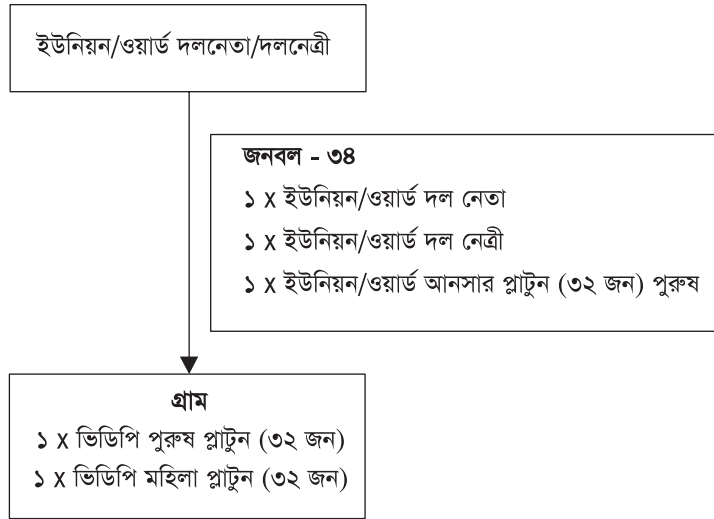 ইউনিয়ন/ওয়ার্ড দলনেতা/দলনেত্রী
জনবল - ৩৪
১ x ইউনিয়ন/ওয়ার্ড দল নেতা
১ x ইউনিয়ন/ওয়ার্ড দল নেত্রী
১ x ইউনিয়ন/ওয়ার্ড আনসার প্লাটুন (৩২ জন) পুরুষ
গ্রাম
১ x ভিডিপি পুরুষ প্লাটুন (৩২ জন)
১ x ভিডিপি মহিলা প্লাটুন (৩২ জন)